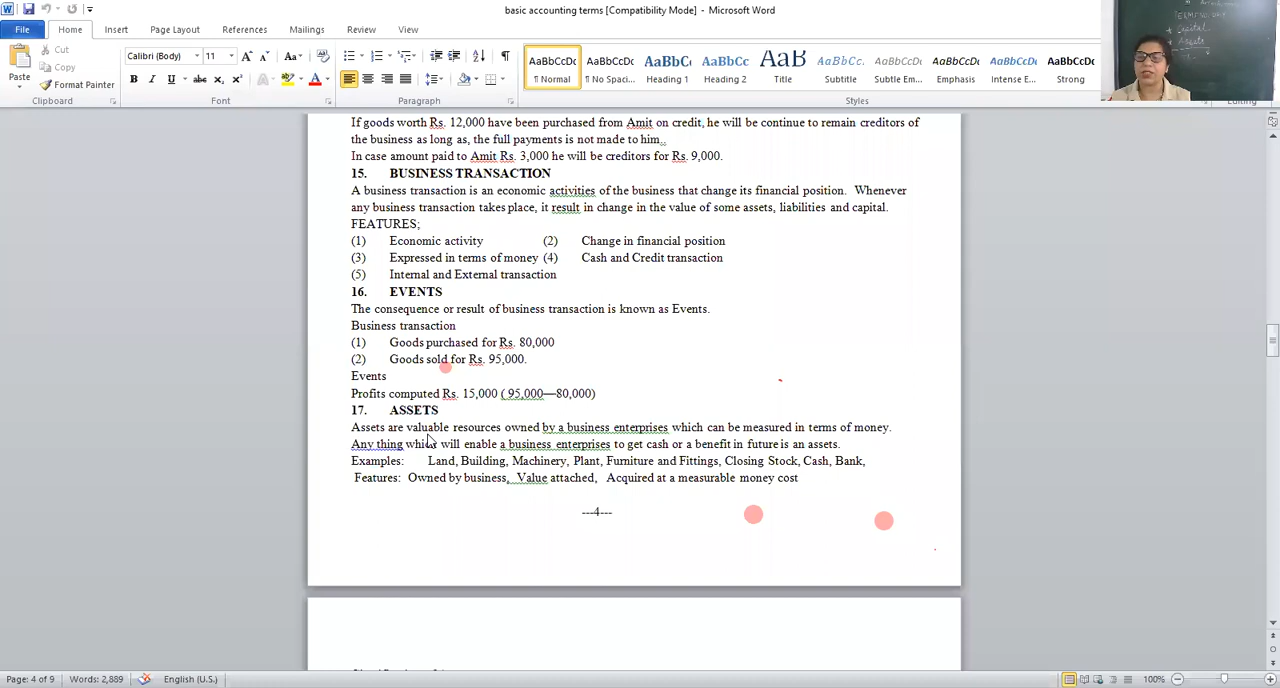 basic accounting terms [Compatibility Mode] - Microsoft Word
File Home Insert Page Layout References Mailings Review View
Cut
Copy
Format Painter
Paste
Calibri (Body) 11
Clipboard Font Paragraph Styles Editing
AaBbCcDc AaBbCcDc AaBbC AaBbCc AaB AaBbCc. AaBbCcDc AaBbCcDc AaBbCcDc AaBbCcDc
¶ Normal ¶ No Spaci... Heading 1 Heading 2 Title Subtitle Subtle Em... Emphasis Intense E... Strong
TERMINOLOGY
Capital
Assets
If goods worth Rs. 12,000 have been purchased from Amit on credit, he will be continue to remain creditors of
the business as long as, the full payments is not made to him..
In case amount paid to Amit Rs. 3,000 he will be creditors for Rs. 9,000.
15. BUSINESS TRANSACTION
A business transaction is an economic activities of the business that change its financial position. Whenever
any business transaction takes place, it result in change in the value of some assets, liabilities and capital.
FEATURES;
(1) Economic activity (2) Change in financial position
(3) Expressed in terms of money (4) Cash and Credit transaction
(5) Internal and External transaction
16. EVENTS
The consequence or result of business transaction is known as Events.
Business transaction
(1) Goods purchased for Rs. 80,000
(2) Goods sold for Rs. 95,000.
Events
Profits computed Rs. 15,000 ( 95,000—80,000)
17. ASSETS
Assets are valuable resources owned by a business enterprises which can be measured in terms of money.
Any thing which will enable a business enterprises to get cash or a benefit in future is an assets.
Examples: Land, Building, Machinery, Plant, Furniture and Fittings, Closing Stock, Cash, Bank,
Features: Owned by business, Value attached, Acquired at a measurable money cost
---4---
Page: 4 of 9 Words: 2,889 English (U.S.) 100%